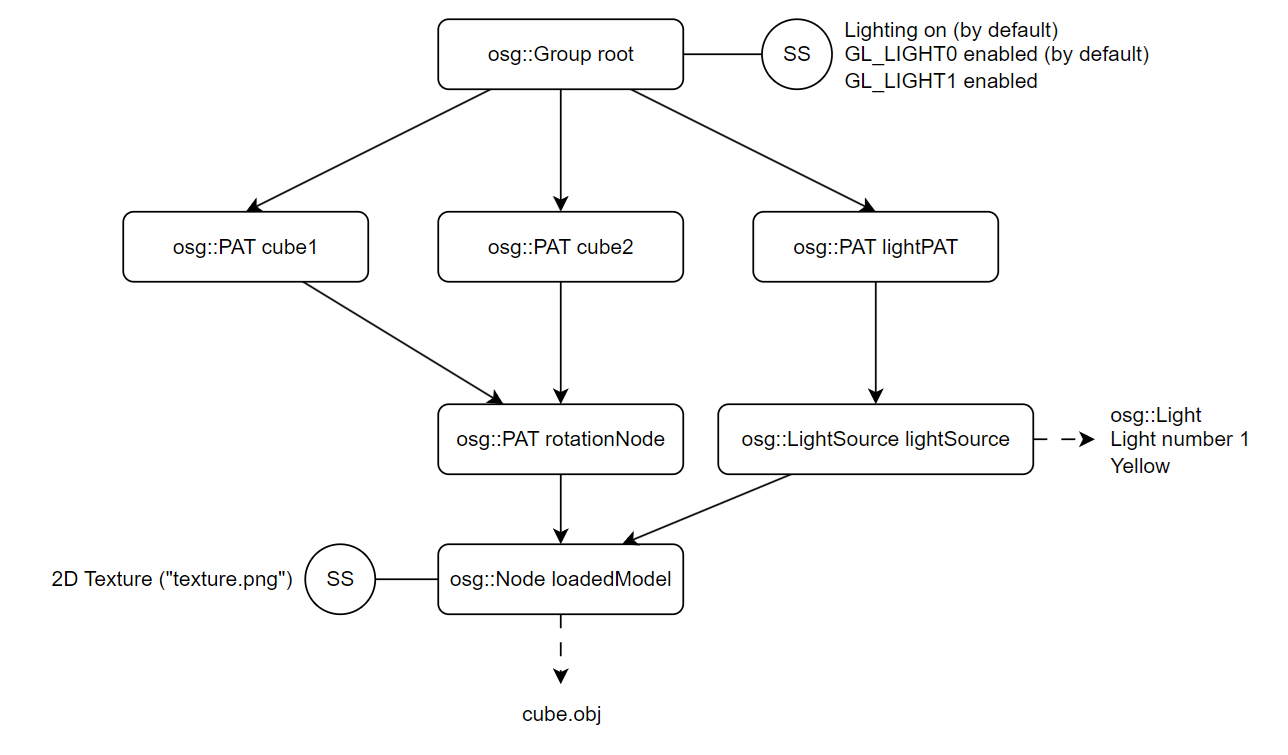 osg::Group root
SS
Lighting on (by default)
GL_LIGHT0 enabled (by default)
GL_LIGHT1 enabled
osg::PAT cube1
osg::PAT cube2
osg::PAT lightPAT
osg::PAT rotationNode
osg::LightSource lightSource
osg::Light
Light number 1
Yellow
2D Texture ("texture.png")
SS
osg::Node loadedModel
cube.obj